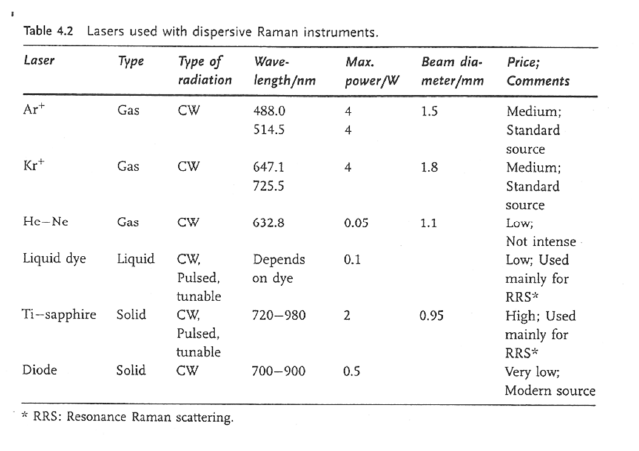 Table 4.2 Lasers used with dispersive Raman instruments.
Laser Type Type of Wave- Max. Beam dia- Price;
radiation length/nm power/W meter/mm Comments
Ar+ Gas CW 488.0 4 1.5 Medium;
514.5 4 Standard
source
Kr+ Gas CW 647.1 4 1.8 Medium;
725.5 Standard
source
He–Ne Gas CW 632.8 0.05 1.1 Low;
Not intense
Liquid dye Liquid CW, Depends 0.1 Low; Used
Pulsed, on dye mainly for
tunable RRS*
Ti–sapphire Solid CW, 720–980 2 0.95 High; Used
Pulsed, mainly for
tunable RRS*
Diode Solid CW 700–900 0.5 Very low;
Modern source
* RRS: Resonance Raman scattering.